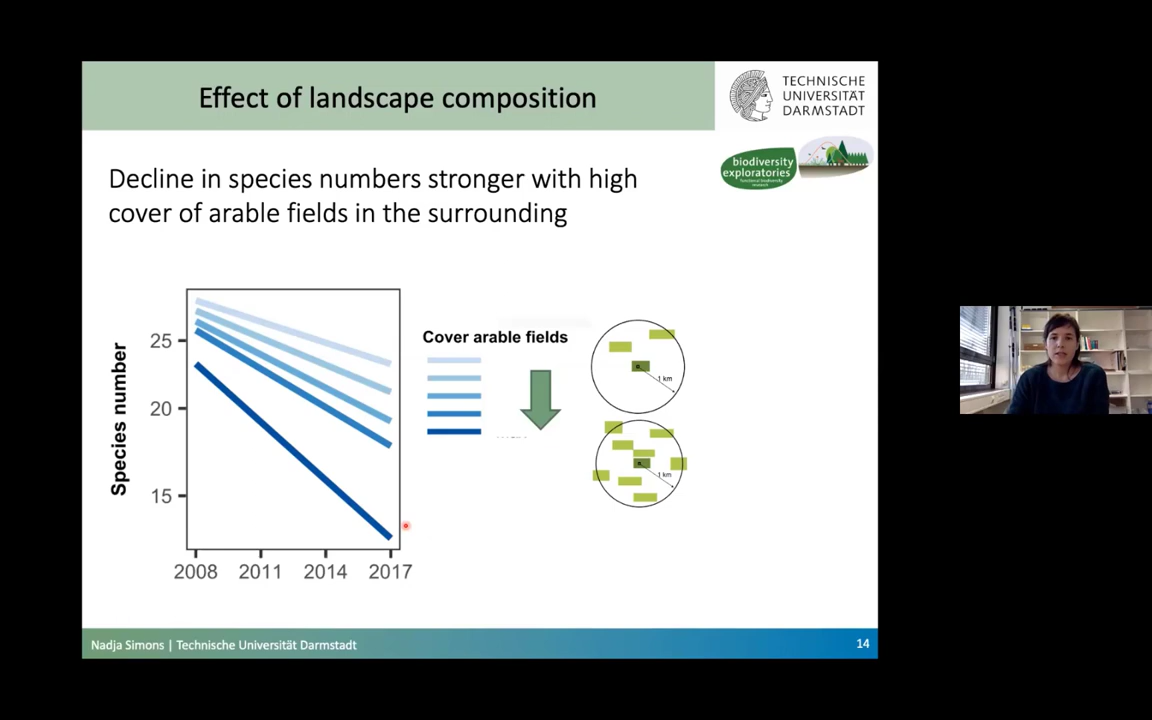 Effect of landscape composition
TECHNISCHE
UNIVERSITÄT
DARMSTADT
biodiversity
exploratories
Decline in species numbers stronger with high
cover of arable fields in the surrounding
Species number
25
20
15
2008 2011 2014 2017
Cover arable fields
1 km
1 km
Nadja Simons | Technische Universität Darmstadt
14